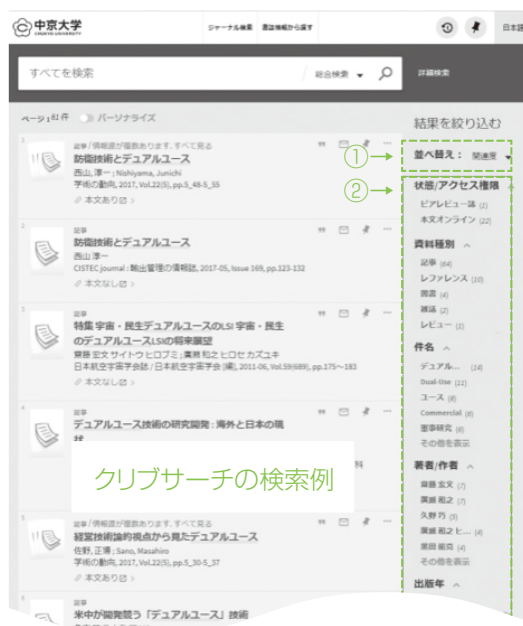 中京大学
CHUKYO UNIVERSITY
ジャーナル検索 書誌情報から探す
日本語
すべてを検索
総合検索
詳細検索
ページ 1 81 件 パーソナライズ
1
記事/情報源が複数あります. すべて見る
防衛技術とデュアルユース
西山, 淳一 ; Nishiyama, Junichi
学術の動向, 2017, Vol.22(5), pp.5_48-5_55
本文あり
2
記事
防衛技術とデュアルユース
西山 淳一
CISTEC journal : 輸出管理の情報誌, 2017-05, Issue 169, pp.123-132
本文なし
3
記事
特集 宇宙・民生デュアルユースのLSI 宇宙・民生
のデュアルユースLSIの将来展望
齋藤 宏文 サイトウ ヒロブミ ; 廣瀬 和之 ヒロセ カズユキ
日本航空宇宙学会誌 / 日本航空宇宙学会 [編], 2011-06, Vol.59(689), pp.175~183
本文なし
4
記事
デュアルユース技術の研究開発 : 海外と日本の現
状
科
クリブサーチの検索例
5
記事/情報源が複数あります. すべて見る
経営技術論的視点から見たデュアルユース
佐野, 正博 ; Sano, Masahiro
学術の動向, 2017, Vol.22(5), pp.5_30-5_37
本文あり
6
記事
米中が開発競う「デュアルユース」技術
結果を絞り込む
①
並べ替え : 関連度
②
状態/アクセス権限
ピアレビュー誌 (2)
本文オンライン (22)
資料種別
記事 (64)
レファレンス (10)
図書 (4)
雑誌 (2)
レビュー (1)
件名
デュアル... (24)
Dual-Use (11)
ユース (8)
Commercial (6)
軍事研究 (6)
その他を表示
著者/作者
齋藤 宏文 (7)
廣瀬 和之 (7)
久野 巧 (5)
廣瀬 和之 ヒ... (4)
黒田 能克 (4)
その他を表示
出版年